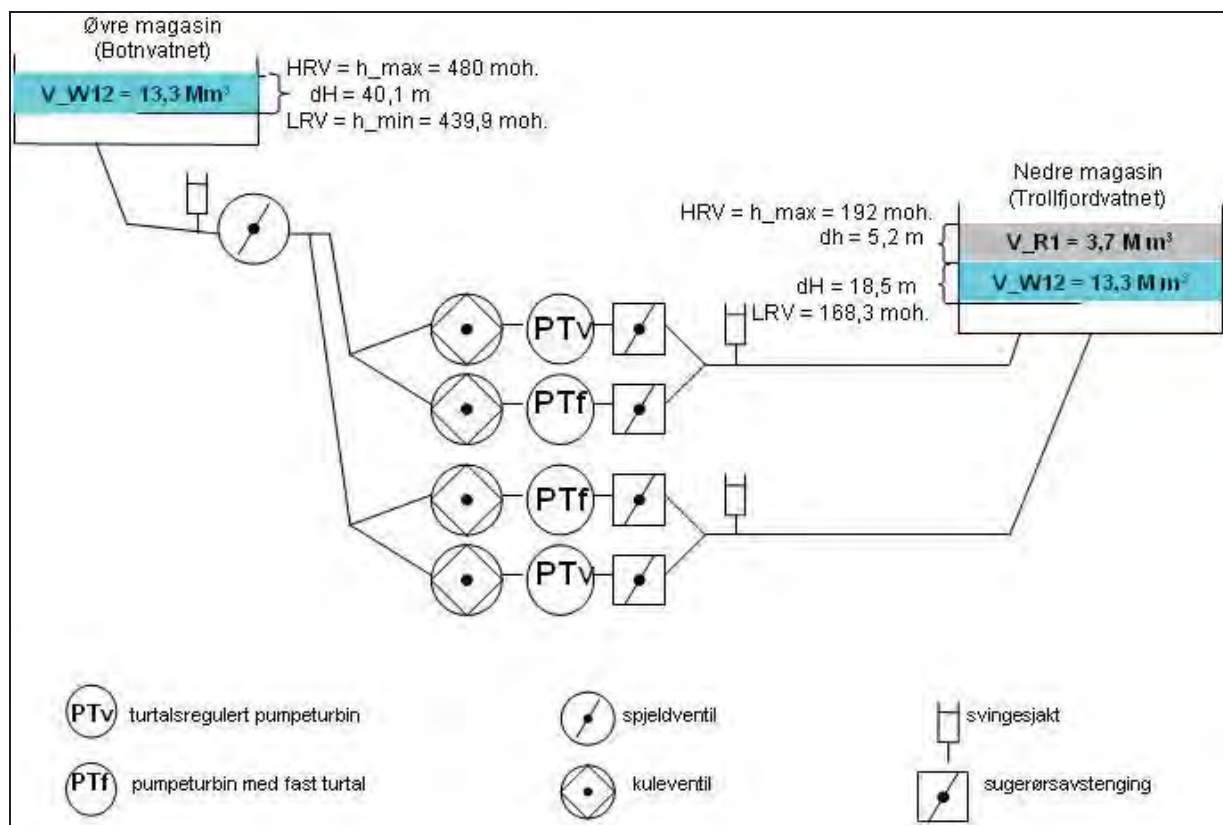 Øvre magasin
(Botnvatnet)
V_W12 = 13,3 Mm³
HRV = h_max = 480 moh.
dH = 40,1 m
LRV = h_min = 439,9 moh.
Nedre magasin
(Trollfjordvatnet)
HRV = h_max = 192 moh.
dh = 5,2 m
V_R1 = 3,7 M m³
V_W12 = 13,3 M m³
dH = 18,5 m
LRV = 168,3 moh.
PTv
PTf
PTf
PTv
PTv turtalsregulert pumpeturbin
spjeldventil
svingesjakt
PTf pumpeturbin med fast turtal
kuleventil
sugerørsavstenging